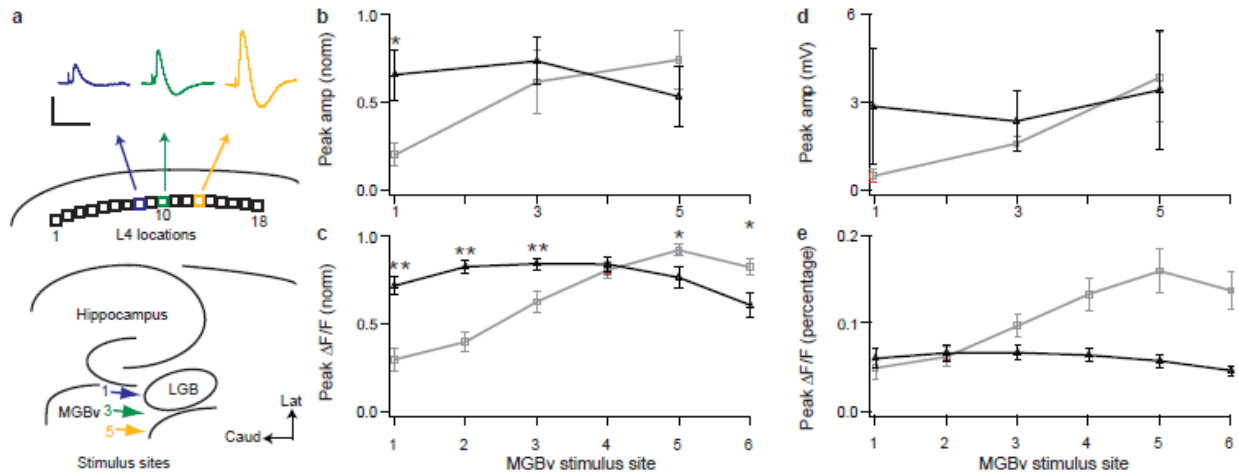 a
1
10
18
L4 locations
Hippocampus
LGB
MGBv
1
3
5
Lat
Caud
Stimulus sites
b
*
Peak amp (norm)
1.0
0.5
0.0
1
3
5
c
**
**
**
*
*
Peak ΔF/F (norm)
1.0
0.5
0.0
1
2
3
4
5
6
MGBv stimulus site
d
Peak amp (mV)
6
3
0
1
3
5
e
Peak ΔF/F (percentage)
0.2
0.1
0.0
1
2
3
4
5
6
MGBv stimulus site